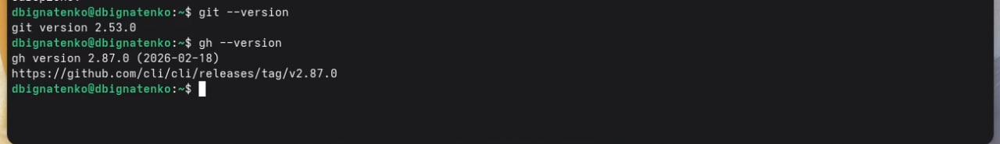 dbignatenko@dbignatenko:~$ git --version
git version 2.53.0
dbignatenko@dbignatenko:~$ gh --version
gh version 2.87.0 (2026-02-18)
https://github.com/cli/cli/releases/tag/v2.87.0
dbignatenko@dbignatenko:~$